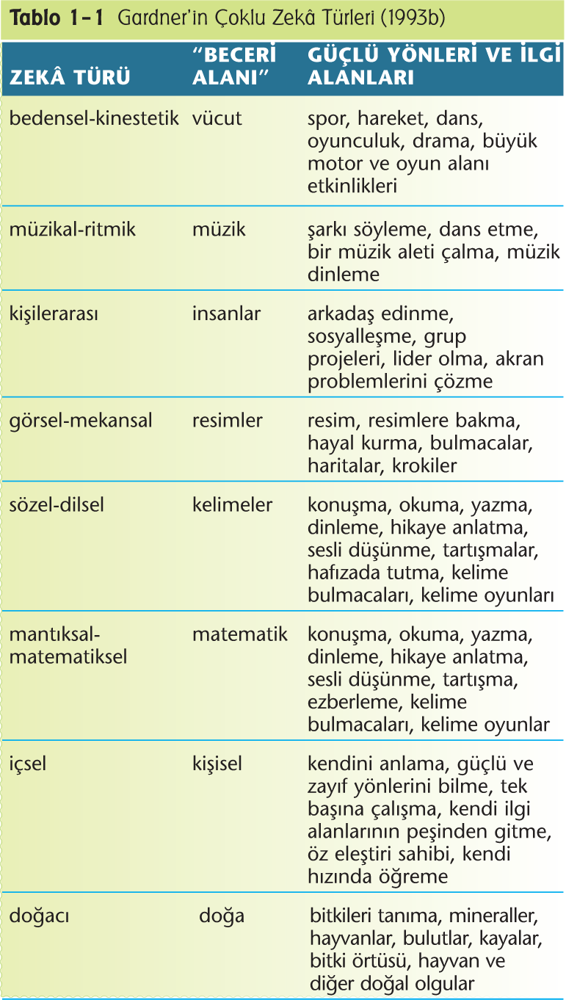 Tablo 1–1 Gardner'in Çoklu Zekâ Türleri (1993b)
ZEKÂ TÜRÜ
"BECERİ
ALANI"
GÜÇLÜ YÖNLERİ VE İLGİ
ALANLARI
bedensel-kinestetik
vücut
spor, hareket, dans,
oyunculuk, drama, büyük
motor ve oyun alanı
etkinlikleri
müzikal-ritmik
müzik
şarkı söyleme, dans etme,
bir müzik aleti çalma, müzik
dinleme
kişilerarası
insanlar
arkadaş edinme,
sosyalleşme, grup
projeleri, lider olma, akran
problemlerini çözme
görsel-mekansal
resimler
resim, resimlere bakma,
hayal kurma, bulmacalar,
haritalar, krokiler
sözel-dilsel
kelimeler
konuşma, okuma, yazma,
dinleme, hikaye anlatma,
sesli düşünme, tartışmalar,
hafızada tutma, kelime
bulmacaları, kelime oyunları
mantıksal-
matematiksel
matematik
konuşma, okuma, yazma,
dinleme, hikaye anlatma,
sesli düşünme, tartışma,
ezberleme, kelime
bulmacaları, kelime oyunlar
içsel
kişisel
kendini anlama, güçlü ve
zayıf yönlerini bilme, tek
başına çalışma, kendi ilgi
alanlarının peşinden gitme,
öz eleştiri sahibi, kendi
hızında öğreme
doğacı
doğa
bitkileri tanıma, mineraller,
hayvanlar, bulutlar, kayalar,
bitki örtüsü, hayvan ve
diğer doğal olgular